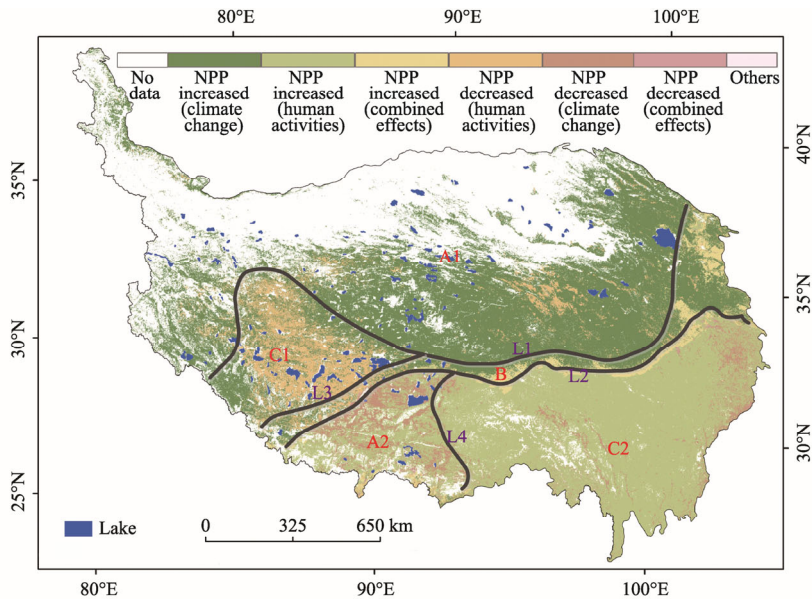 80°E 90°E 100°E
No data
NPP increased (climate change)
NPP increased (human activities)
NPP increased (combined effects)
NPP decreased (human activities)
NPP decreased (climate change)
NPP decreased (combined effects)
Others
35°N 40°N
A1
30°N 35°N
C1 L1
B L2
L3
A2 L4 C2
25°N 30°N
Lake
0 325 650 km
80°E 90°E 100°E